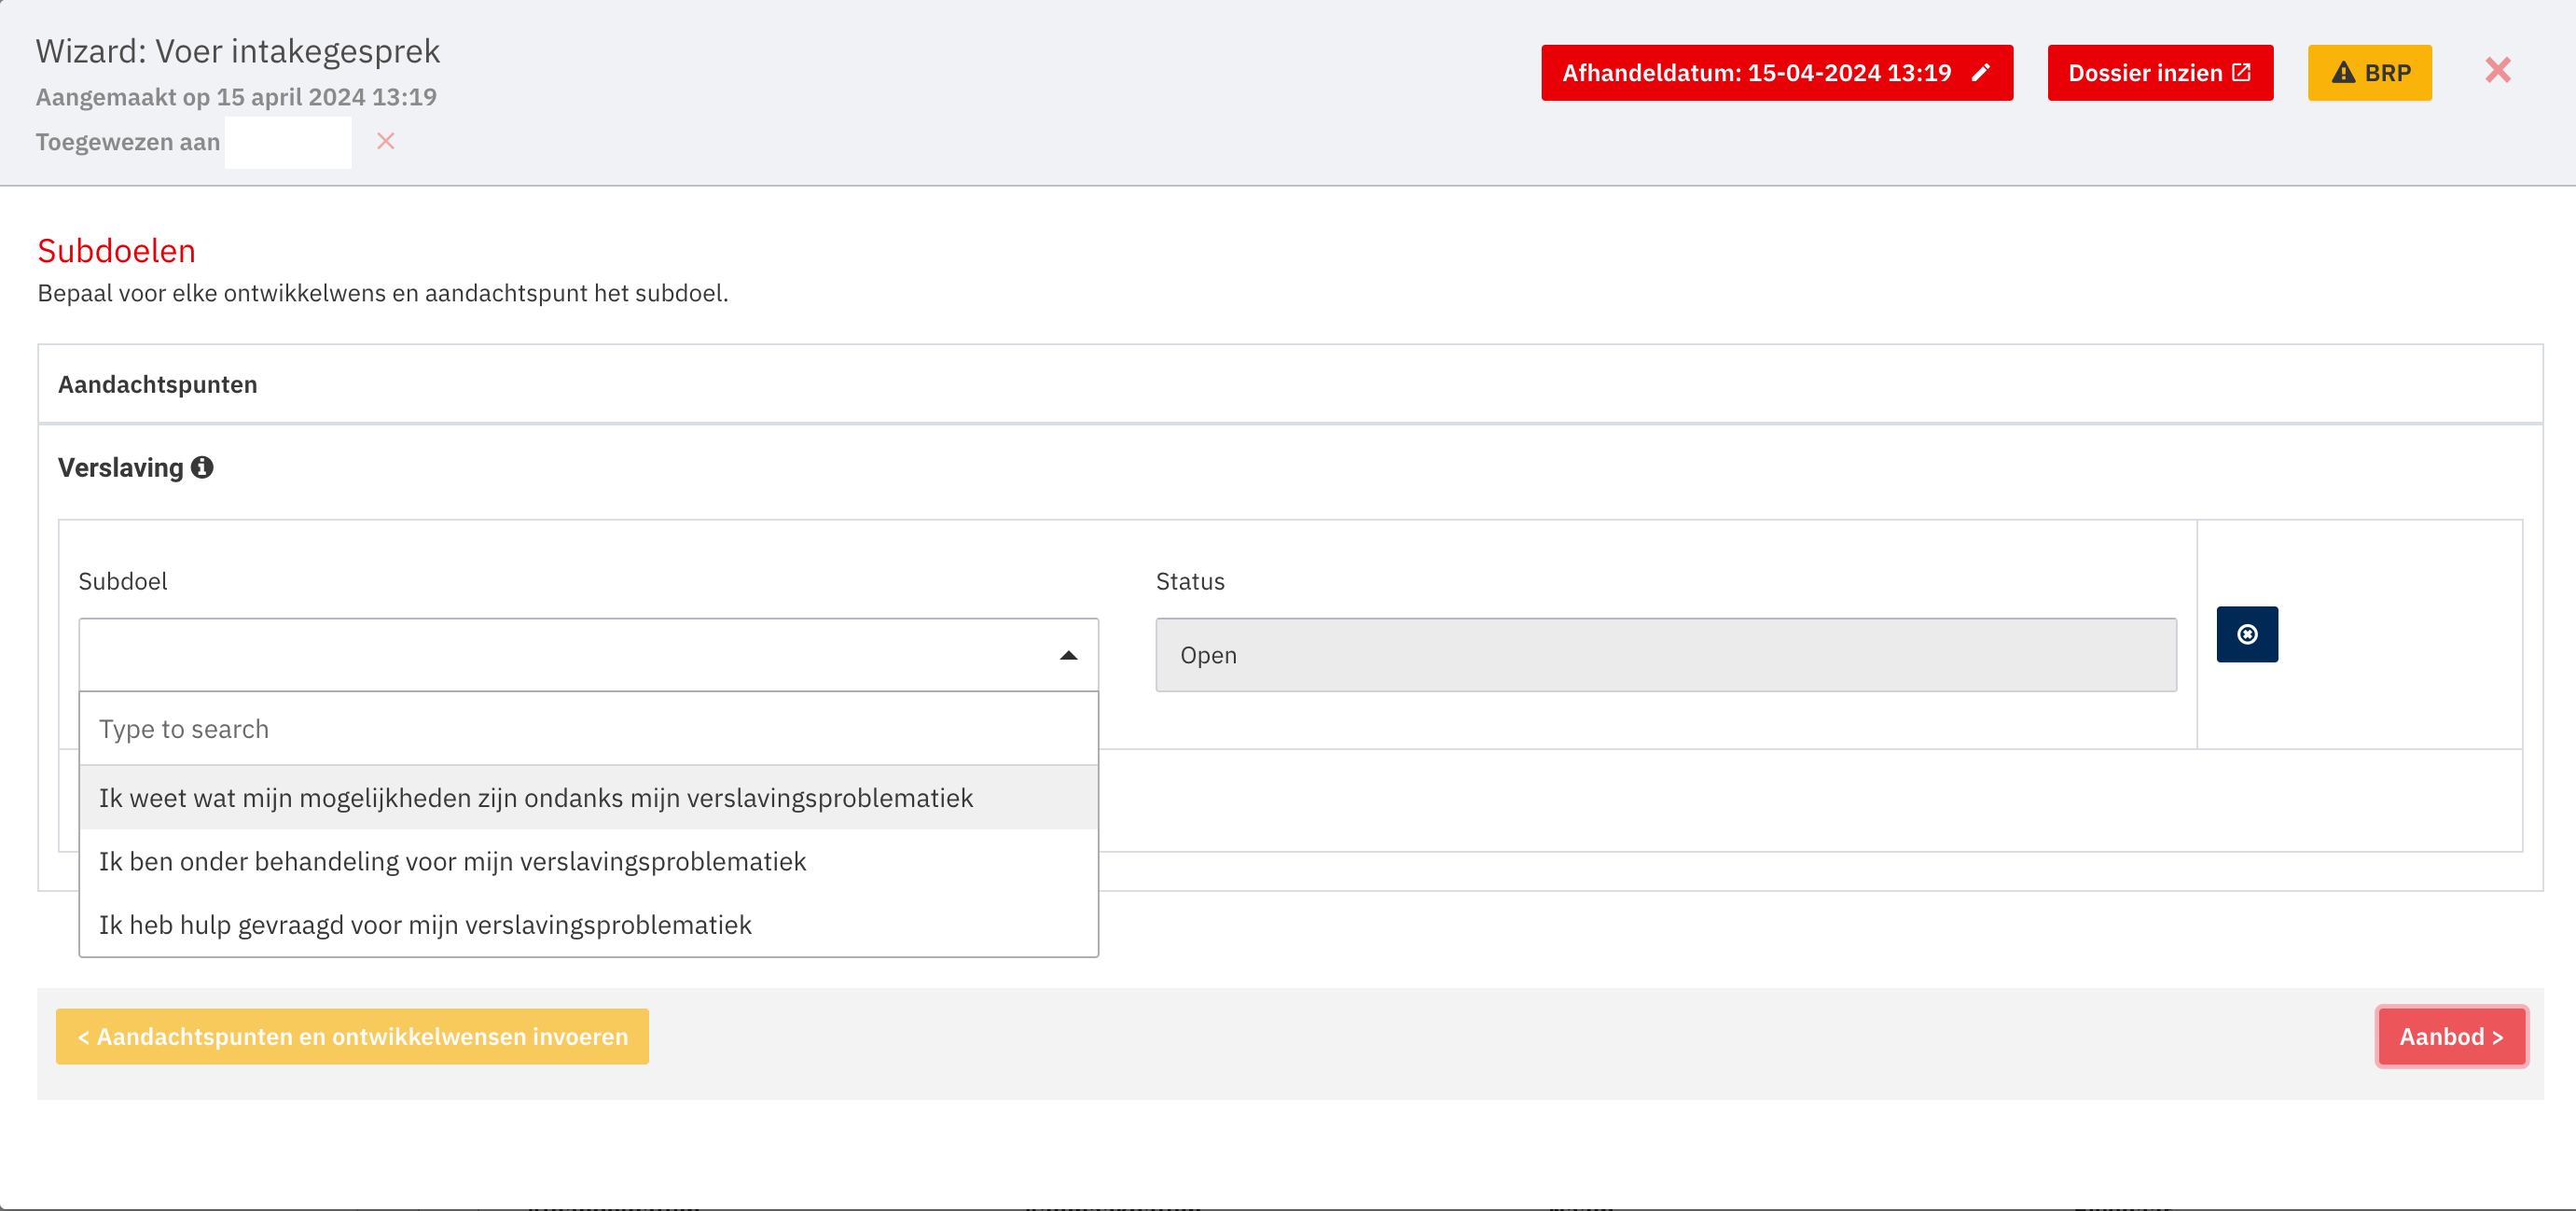 Wizard: Voer intakegesprek
Aangemaakt op 15 april 2024 13:19
Toegewezen aan
Afhandeldatum: 15-04-2024 13:19
Dossier inzien
BRP
Subdoelen
Bepaal voor elke ontwikkelwens en aandachtspunt het subdoel.
Aandachtspunten
Verslaving
Subdoel
Status
Open
Type to search
Ik weet wat mijn mogelijkheden zijn ondanks mijn verslavingsproblematiek
Ik ben onder behandeling voor mijn verslavingsproblematiek
Ik heb hulp gevraagd voor mijn verslavingsproblematiek
< Aandachtspunten en ontwikkelwensen invoeren
Aanbod >